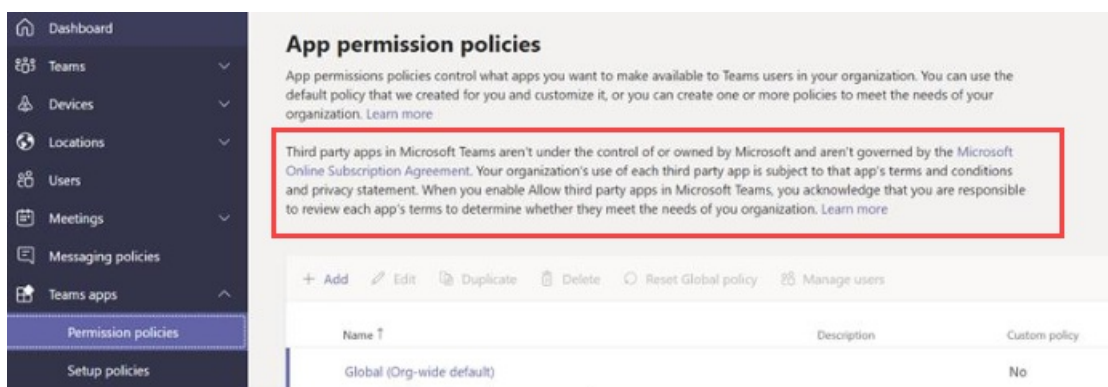 Dashboard
Teams
Devices
Locations
Users
Meetings
Messaging policies
Teams apps
Permission policies
Setup policies
App permission policies
App permissions policies control what apps you want to make available to Teams users in your organization. You can use the
default policy that we created for you and customize it, or you can create one or more policies to meet the needs of your
organization. Learn more
Third party apps in Microsoft Teams aren't under the control of or owned by Microsoft and aren't governed by the Microsoft
Online Subscription Agreement. Your organization's use of each third party app is subject to that app's terms and conditions
and privacy statement. When you enable Allow third party apps in Microsoft Teams, you acknowledge that you are responsible
to review each app's terms to determine whether they meet the needs of you organization. Learn more
+ Add Edit Duplicate Delete Reset Global policy Manage users
Name ↑ Description Custom policy
Global (Org-wide default) No